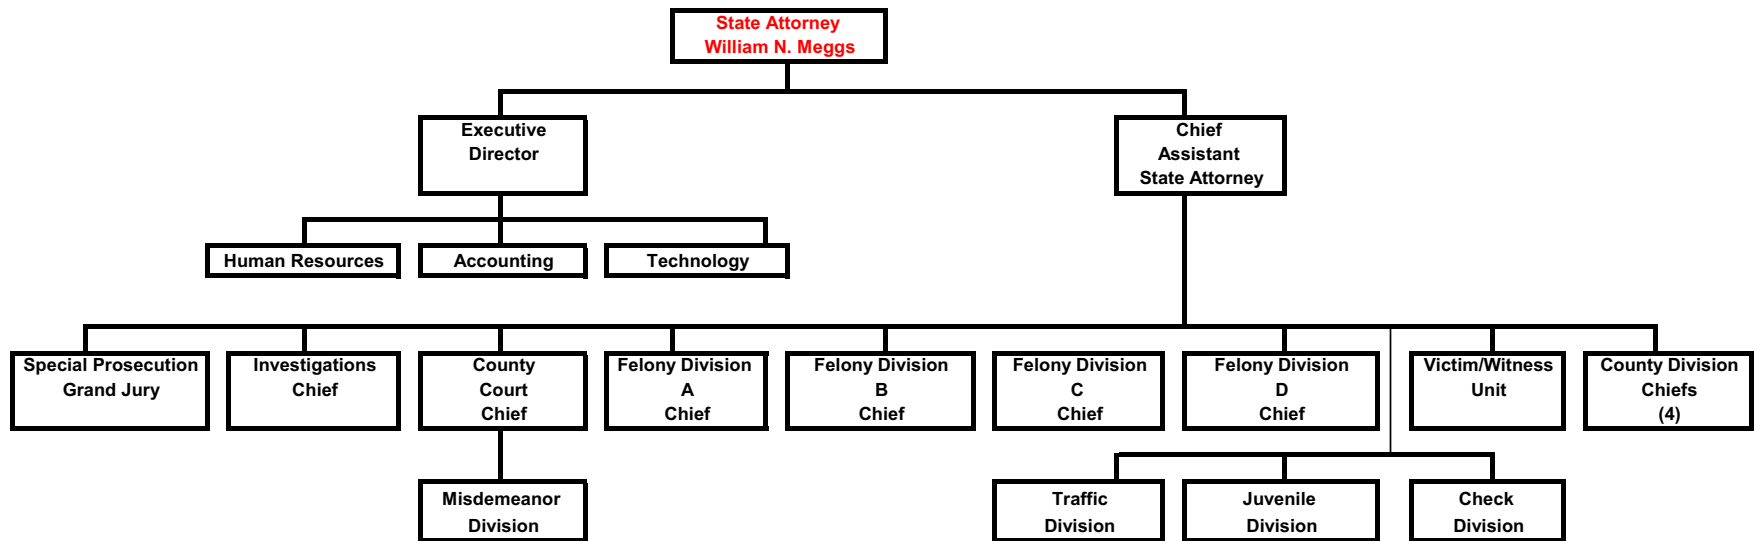 State Attorney
William N. Meggs
Executive
Director
Chief
Assistant
State Attorney
Human Resources
Accounting
Technology
Special Prosecution
Grand Jury
Investigations
Chief
County
Court
Chief
Felony Division
A
Chief
Felony Division
B
Chief
Felony Division
C
Chief
Felony Division
D
Chief
Victim/Witness
Unit
County Division
Chiefs
(4)
Misdemeanor
Division
Traffic
Division
Juvenile
Division
Check
Division